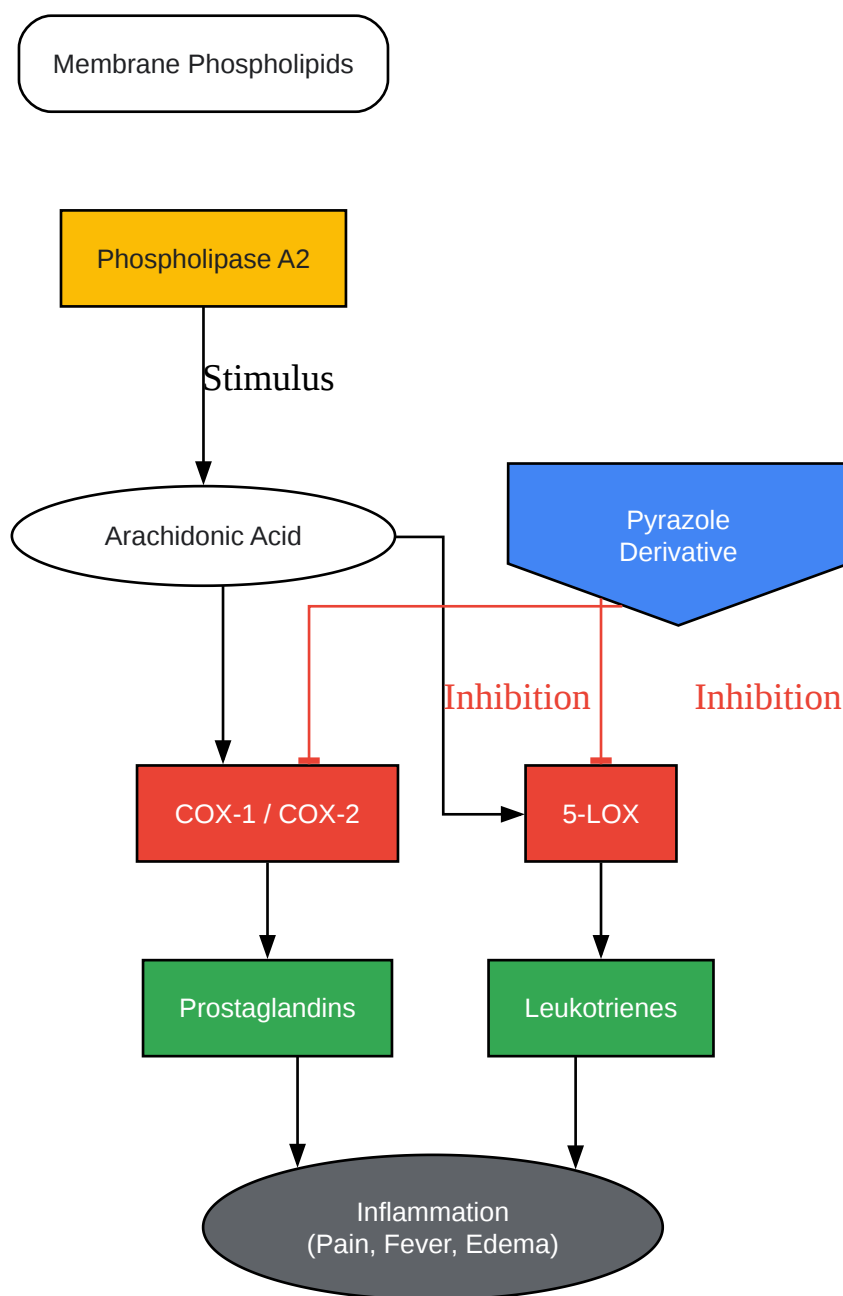 Membrane Phospholipids
Phospholipase A2
Stimulus
Arachidonic Acid
Pyrazole
Derivative
Inhibition
Inhibition
COX-1 / COX-2
5-LOX
Prostaglandins
Leukotrienes
Inflammation
(Pain, Fever, Edema)